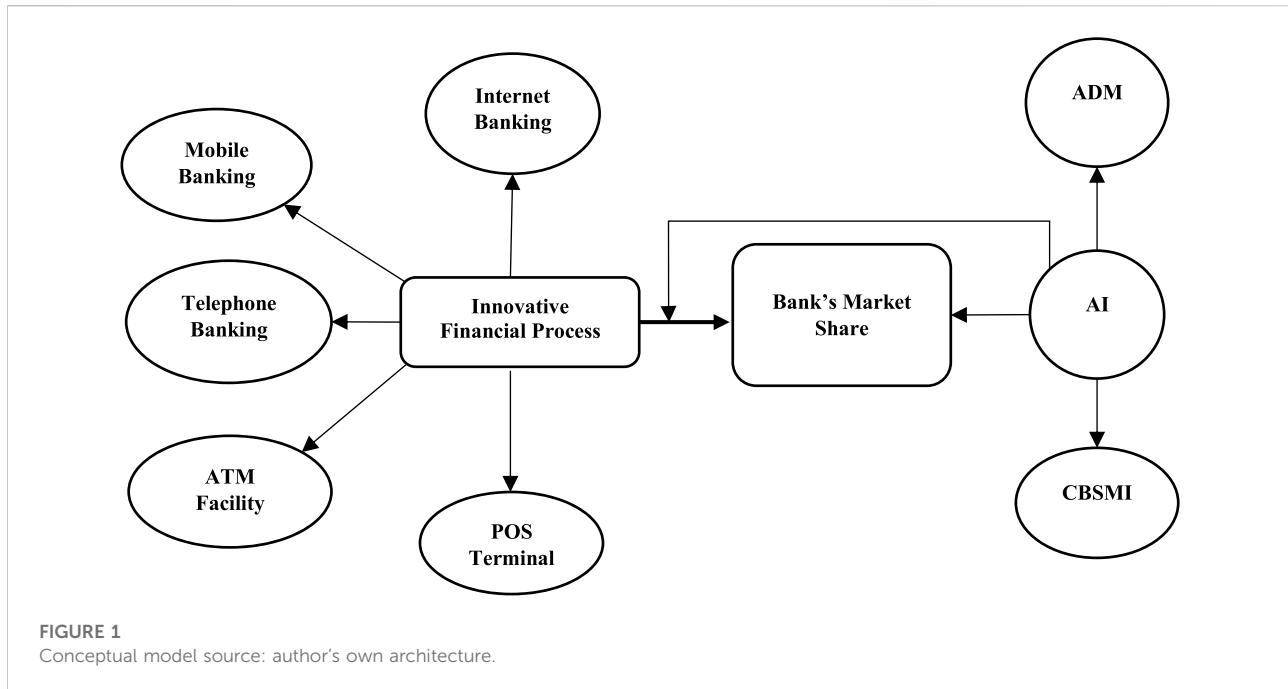 Internet
Banking
ADM
Mobile
Banking
Telephone
Banking
Innovative
Financial Process
Bank's Market
Share
AI
ATM
Facility
POS
Terminal
CBSMI
FIGURE 1
Conceptual model source: author's own architecture.